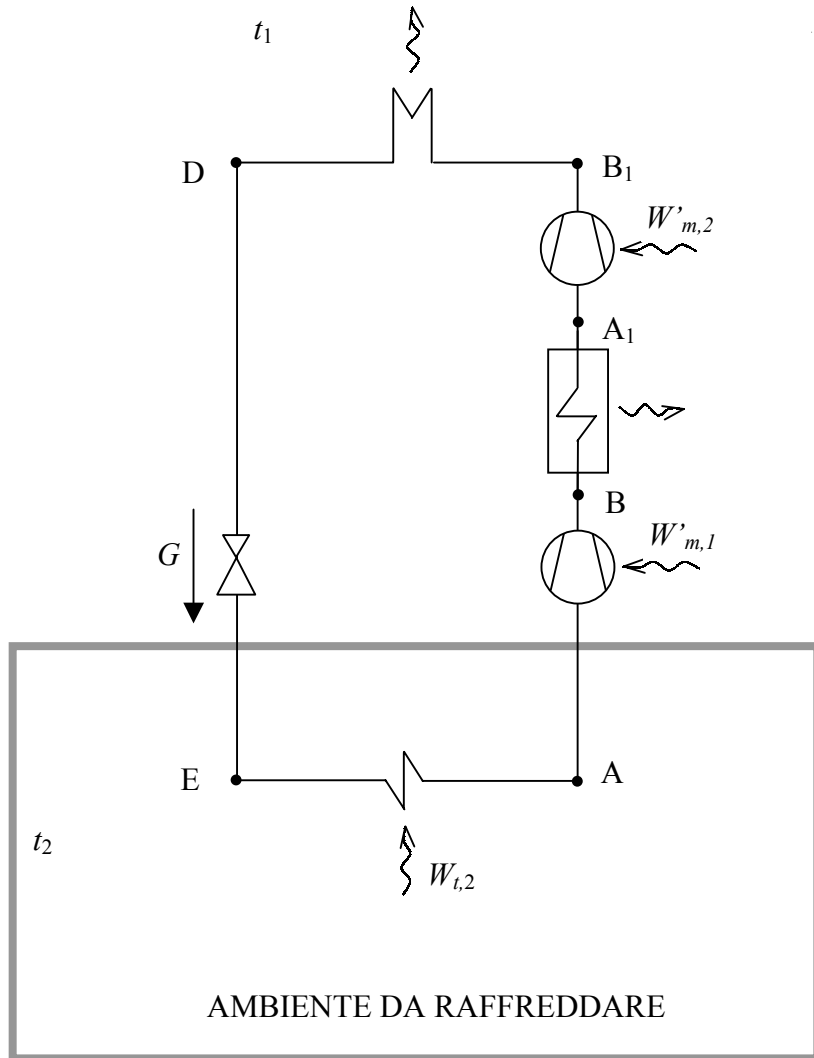 t₁
D
B₁
W'ₘ,₂
A₁
B
G
W'ₘ,₁
E
A
t₂
Wₜ,₂
AMBIENTE DA RAFFREDDARE